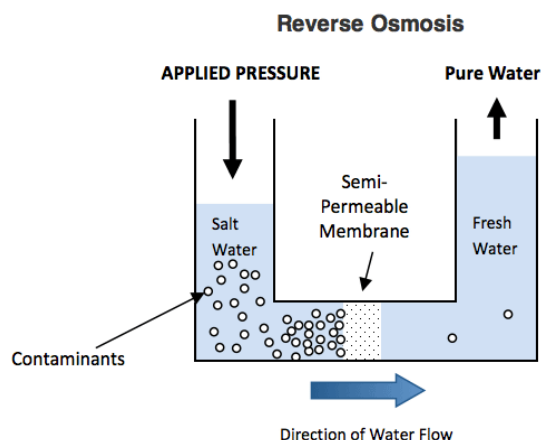 Reverse Osmosis
APPLIED PRESSURE
Pure Water
Semi-
Permeable
Membrane
Salt
Water
Fresh
Water
Contaminants
Direction of Water Flow